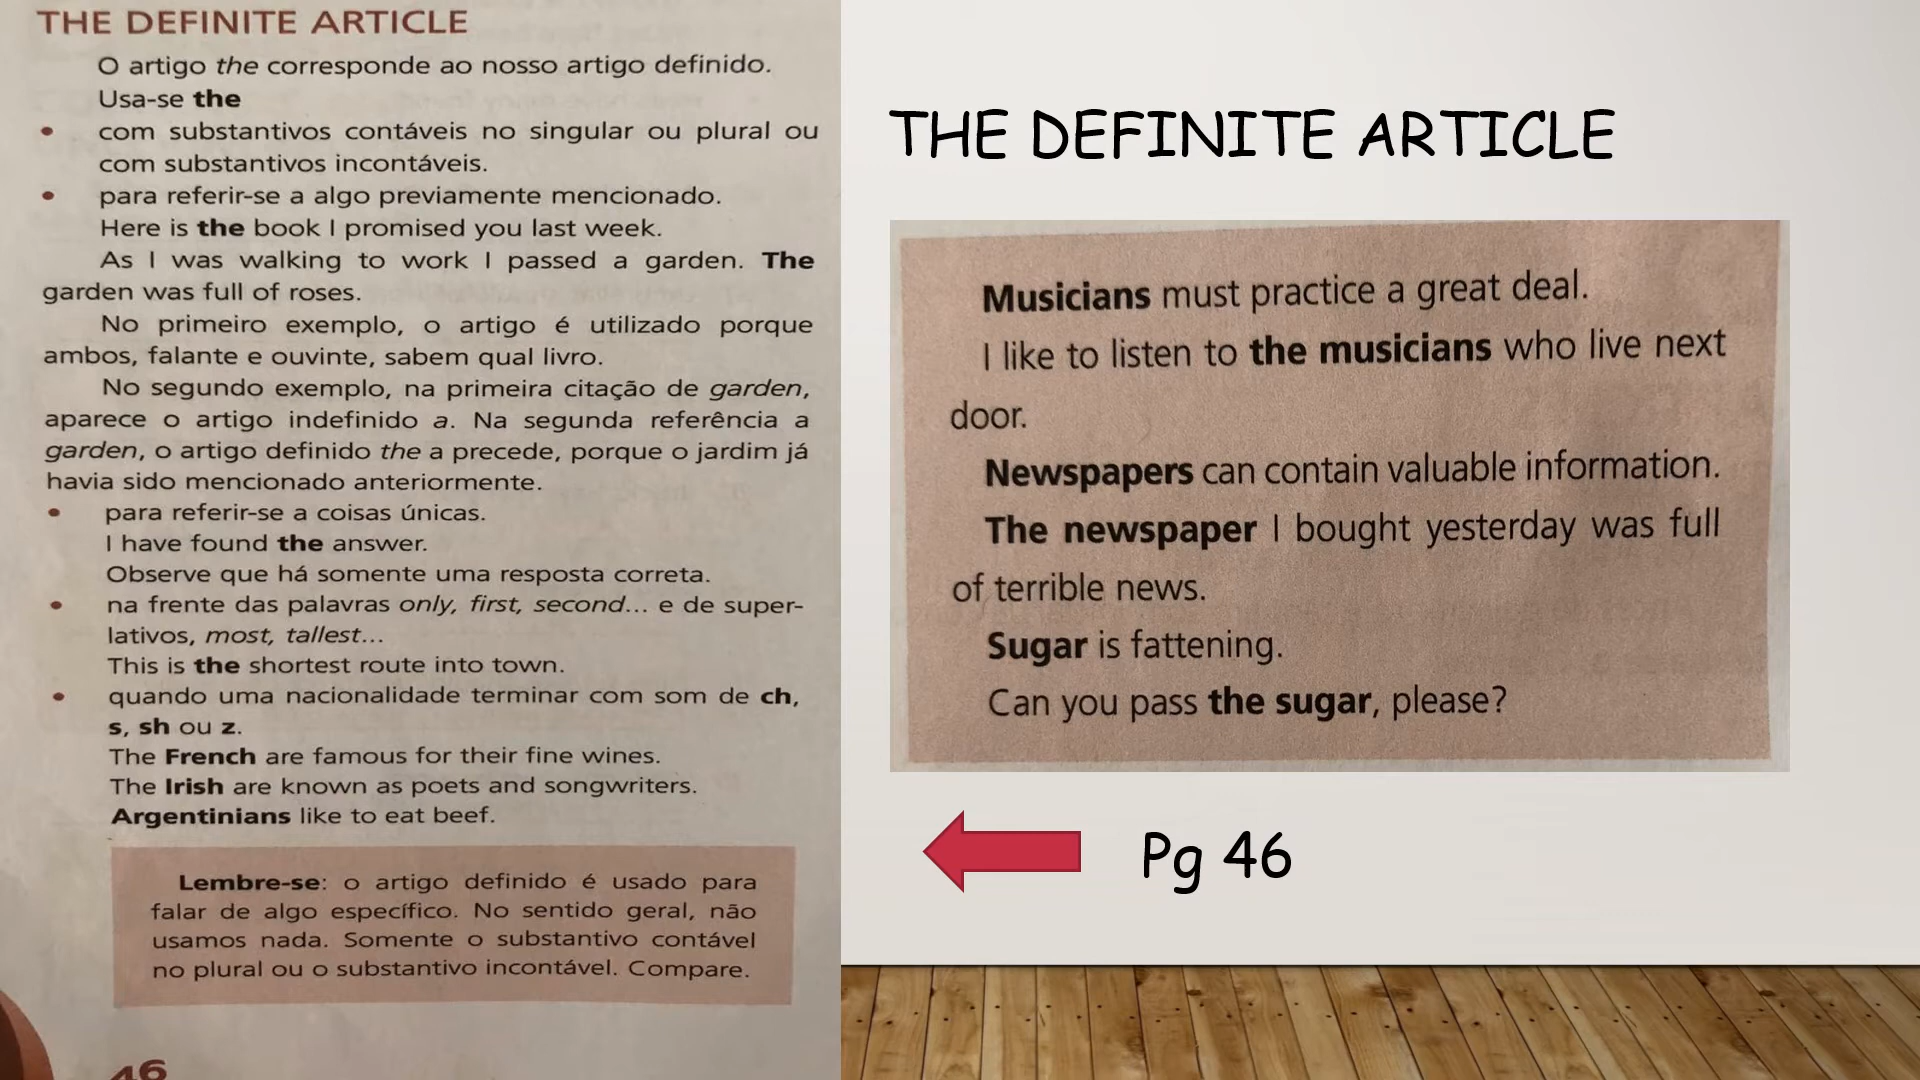 THE DEFINITE ARTICLE
O artigo the corresponde ao nosso artigo definido.
Usa-se the
• com substantivos contáveis no singular ou plural ou
com substantivos incontáveis.
• para referir-se a algo previamente mencionado.
Here is the book I promised you last week.
As I was walking to work I passed a garden. The
garden was full of roses.
No primeiro exemplo, o artigo é utilizado porque
ambos, falante e ouvinte, sabem qual livro.
No segundo exemplo, na primeira citação de garden,
aparece o artigo indefinido a. Na segunda referência a
garden, o artigo definido the a precede, porque o jardim já
havia sido mencionado anteriormente.
• para referir-se a coisas únicas.
I have found the answer.
Observe que há somente uma resposta correta.
• na frente das palavras only, first, second... e de super-
lativos, most, tallest...
This is the shortest route into town.
• quando uma nacionalidade terminar com som de ch,
s, sh ou z.
The French are famous for their fine wines.
The Irish are known as poets and songwriters.
Argentinians like to eat beef.
Lembre-se: o artigo definido é usado para
falar de algo específico. No sentido geral, não
usamos nada. Somente o substantivo contável
no plural ou o substantivo incontável. Compare.
46
THE DEFINITE ARTICLE
Musicians must practice a great deal.
I like to listen to the musicians who live next
door.
Newspapers can contain valuable information.
The newspaper I bought yesterday was full
of terrible news.
Sugar is fattening.
Can you pass the sugar, please?
Pg 46